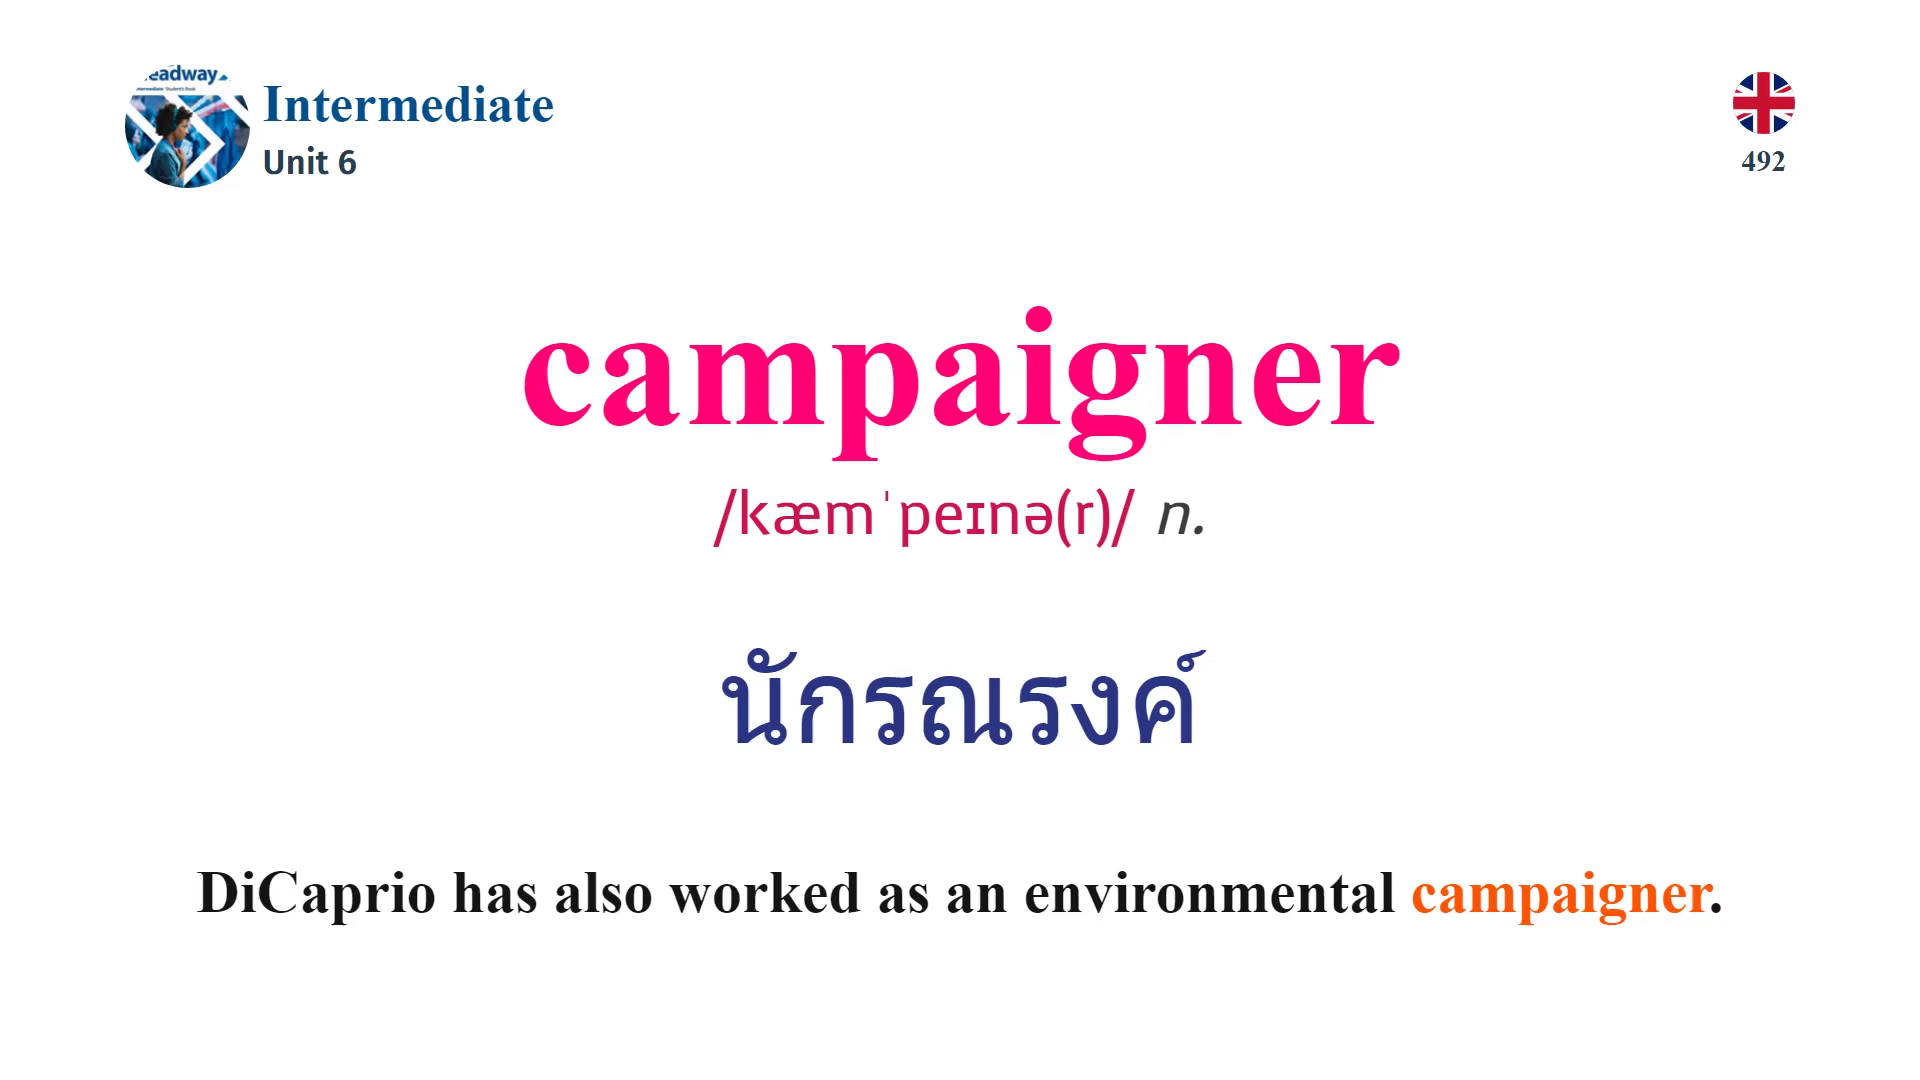 eadway
Intermediate
Unit 6
492
campaigner
/kæmˈpeɪnə(r)/ n.
นักรณรงค์
DiCaprio has also worked as an environmental campaigner.